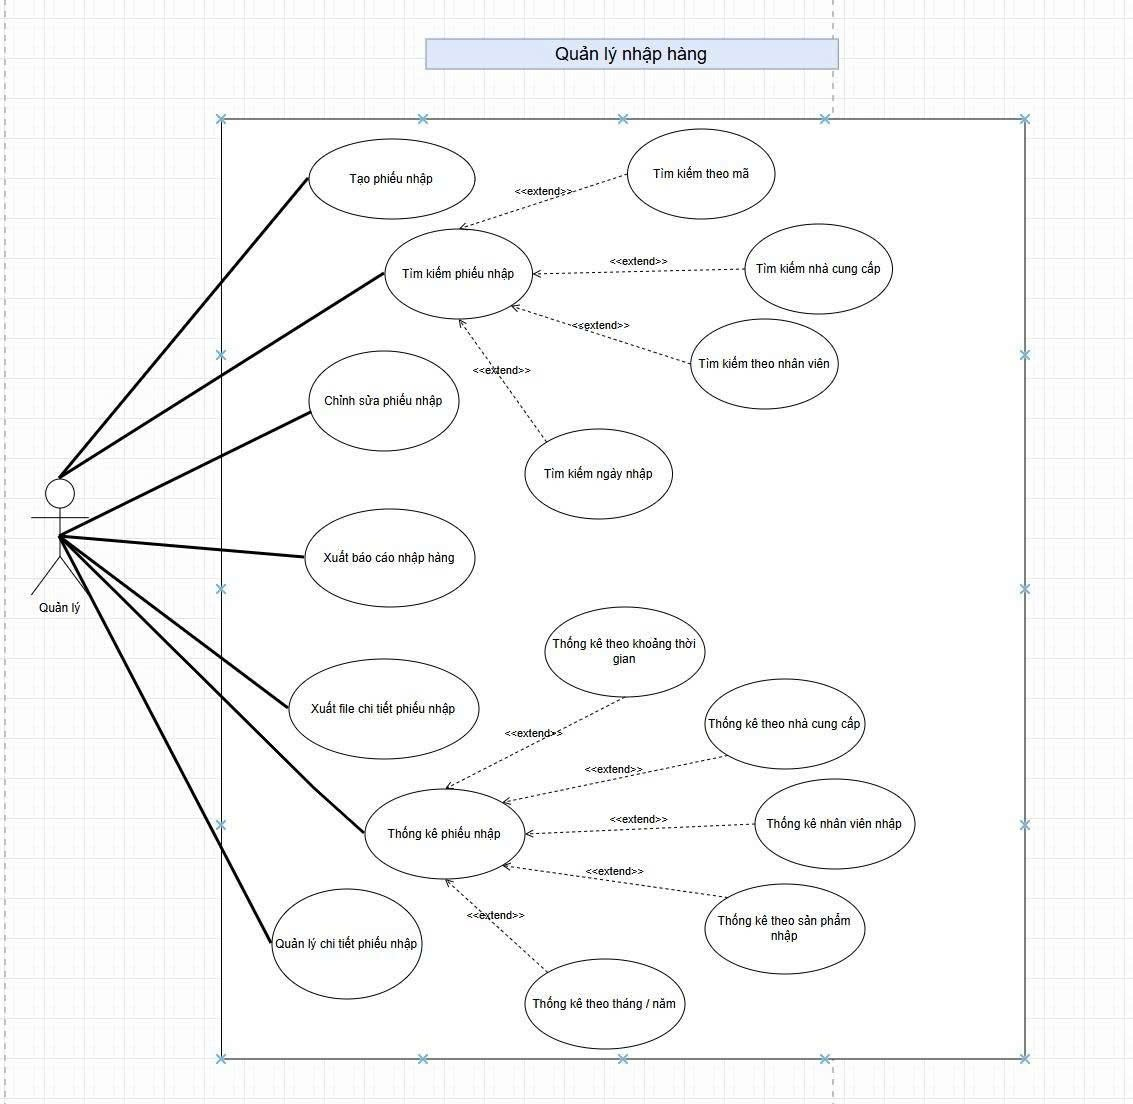 Quản lý nhập hàng
Tạo phiếu nhập
Tìm kiếm theo mã
<<extend>>
Tìm kiếm phiếu nhập
<<extend>>
Tìm kiếm nhà cung cấp
<<extend>>
Tìm kiếm theo nhân viên
<<extend>>
Chỉnh sửa phiếu nhập
Tìm kiếm ngày nhập
Xuất báo cáo nhập hàng
Quản lý
Thống kê theo khoảng thời
gian
Xuất file chi tiết phiếu nhập
<<extend>>
Thống kê theo nhà cung cấp
<<extend>>
Thống kê phiếu nhập
<<extend>>
Thống kê nhân viên nhập
<<extend>>
Thống kê theo sản phẩm
nhập
<<extend>>
Quản lý chi tiết phiếu nhập
Thống kê theo tháng / năm